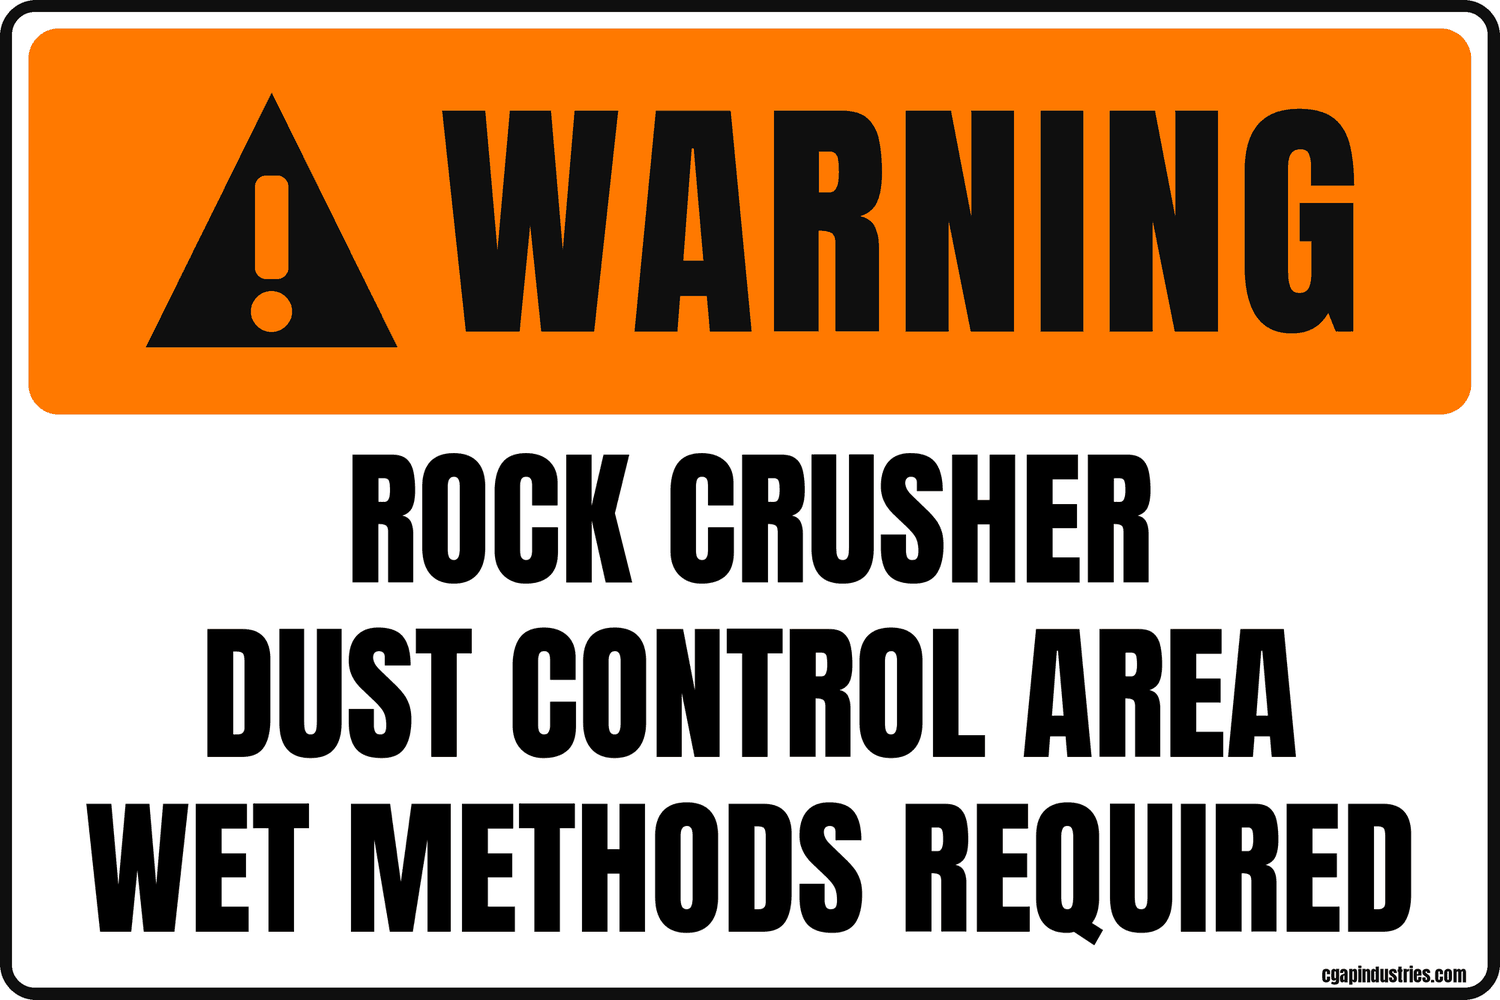 WARNING
ROCK CRUSHER
DUST CONTROL AREA
WET METHODS REQUIRED
cgapindustries.com